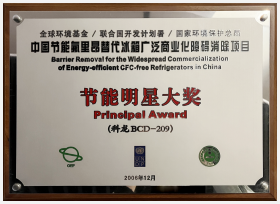 全球环境基金 / 联合国开发计划署 / 国家环境保护总局
中国节能氟里昂替代冰箱广泛商业化障碍消除项目
Barrier Removal for the Widespread Commercialization
of Energy-efficient CFC-free Refrigerators in China
节能明星大奖
Principal Award
(科龙BCD-209)
GEF
2006年12月